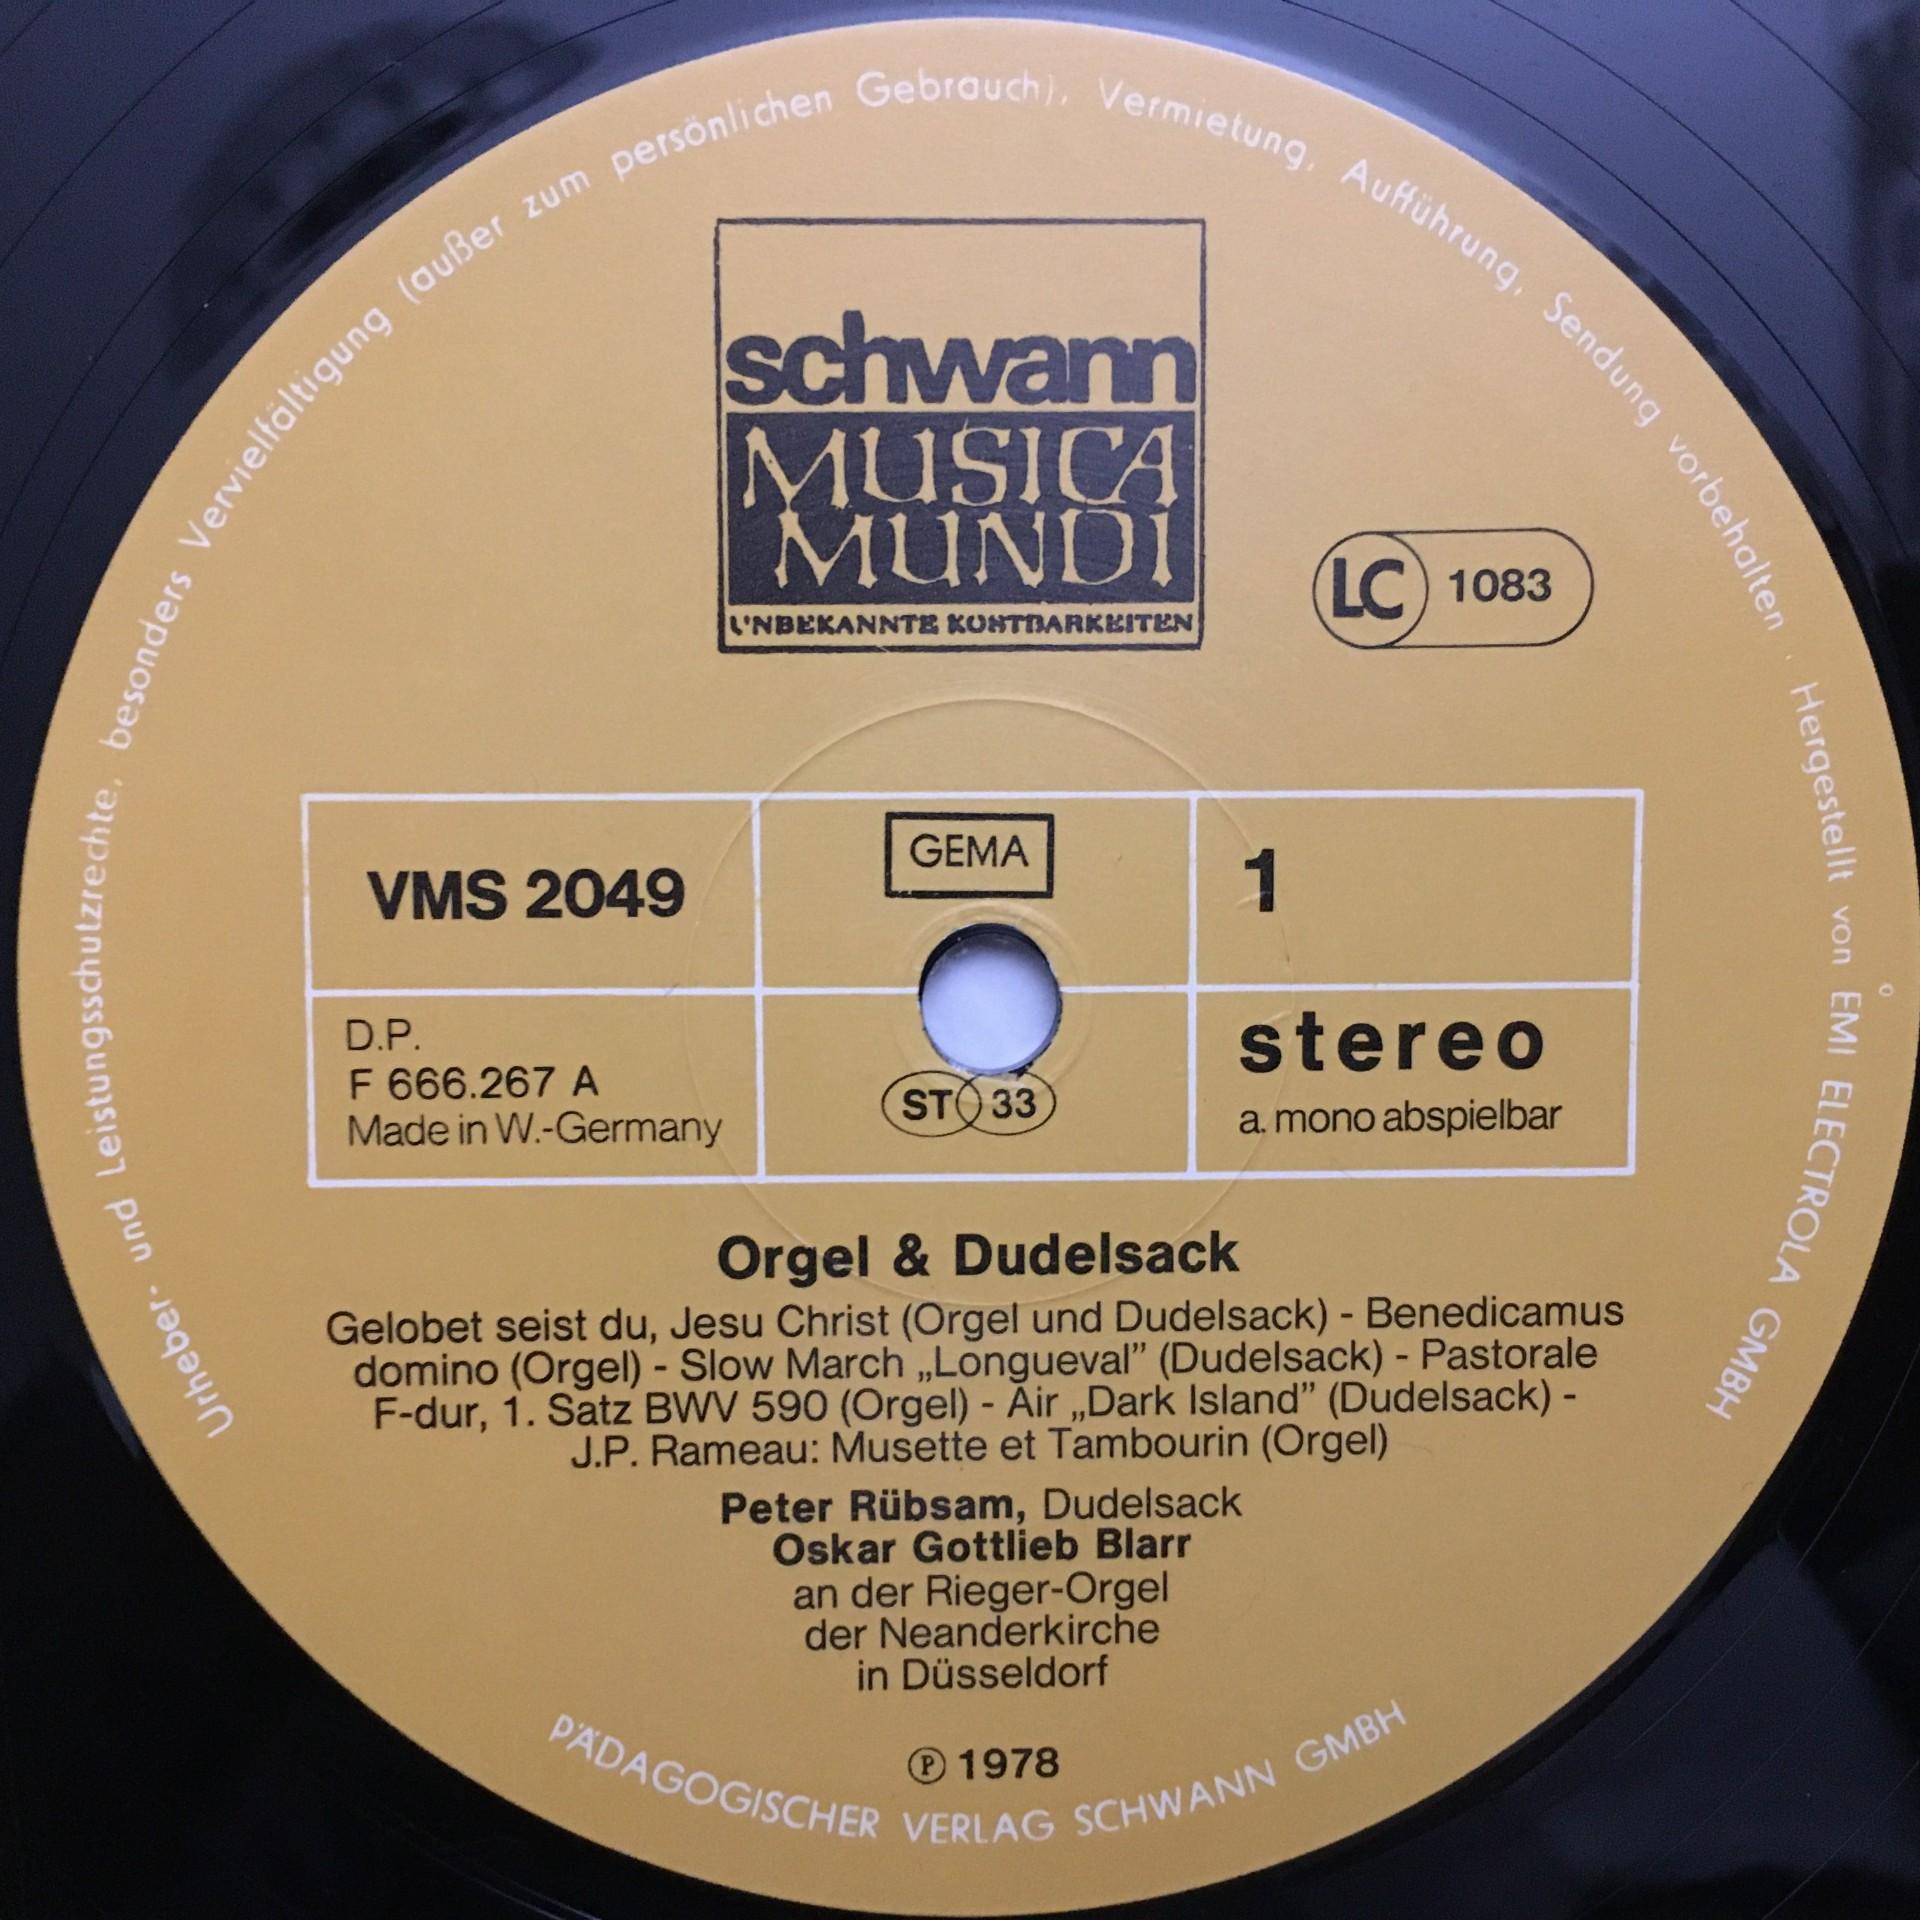 Urheber- und Leistungsschutzrechte, besonders Vervielfältigung (außer zum persönlichen Gebrauch), Vermietung, Aufführung, Sendung vorbehalten . Hergestellt von EMI ELECTROLA GMBH
schwann
MUSICA
MUNDI
UNBEKANNTE KOSTBARKEITEN
LC 1083
VMS 2049
GEMA
1
D.P.
F 666.267 A
Made in W.-Germany
ST 33
stereo
a. mono abspielbar
Orgel & Dudelsack
Gelobet seist du, Jesu Christ (Orgel und Dudelsack) - Benedicamus
domino (Orgel) - Slow March „Longueval” (Dudelsack) - Pastorale
F-dur, 1. Satz BWV 590 (Orgel) - Air „Dark Island” (Dudelsack) -
J.P. Rameau: Musette et Tambourin (Orgel)
Peter Rübsam, Dudelsack
Oskar Gottlieb Blarr
an der Rieger-Orgel
der Neanderkirche
in Düsseldorf
℗ 1978
PÄDAGOGISCHER VERLAG SCHWANN GMBH